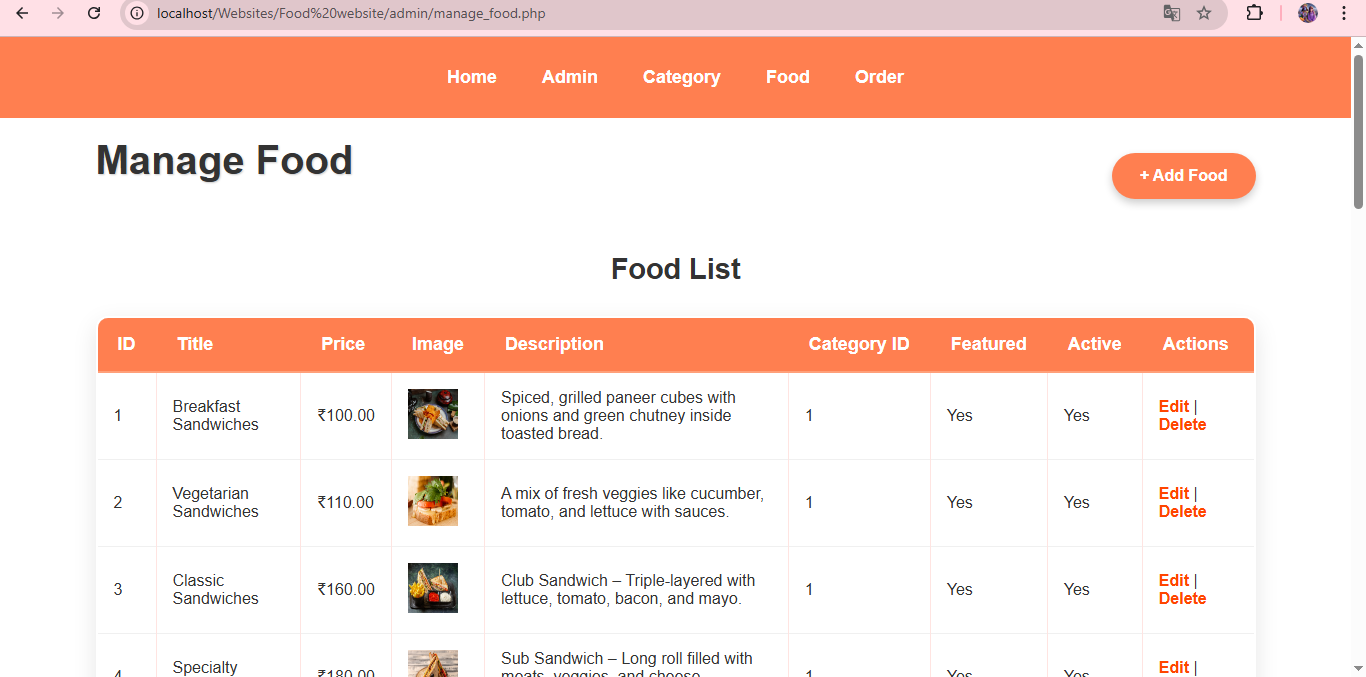 localhost/Websites/Food%20website/admin/manage_food.php
Home Admin Category Food Order
Manage Food
+ Add Food
Food List
ID Title Price Image Description Category ID Featured Active Actions
1 Breakfast Sandwiches ₹100.00 Spiced, grilled paneer cubes with onions and green chutney inside toasted bread. 1 Yes Yes Edit | Delete
2 Vegetarian Sandwiches ₹110.00 A mix of fresh veggies like cucumber, tomato, and lettuce with sauces. 1 Yes Yes Edit | Delete
3 Classic Sandwiches ₹160.00 Club Sandwich – Triple-layered with lettuce, tomato, bacon, and mayo. 1 Yes Yes Edit | Delete
4 Specialty ₹180.00 Sub Sandwich – Long roll filled with meats, veggies, and cheese 1 Yes Yes Edit |